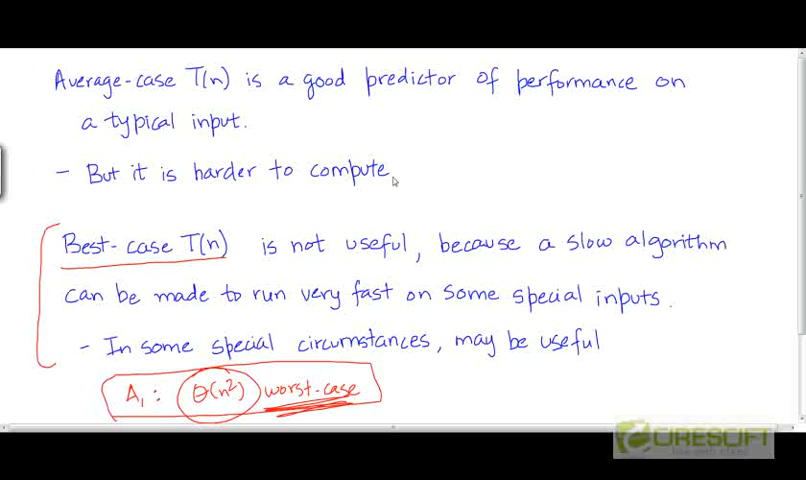 Average-case T(n) is a good predictor of performance on
a typical input.
- But it is harder to compute
Best-case T(n) is not useful, because a slow algorithm
can be made to run very fast on some special inputs.
- In some special circumstances, may be useful
A₁ : Θ(n²) worst-case
CIRESOFT